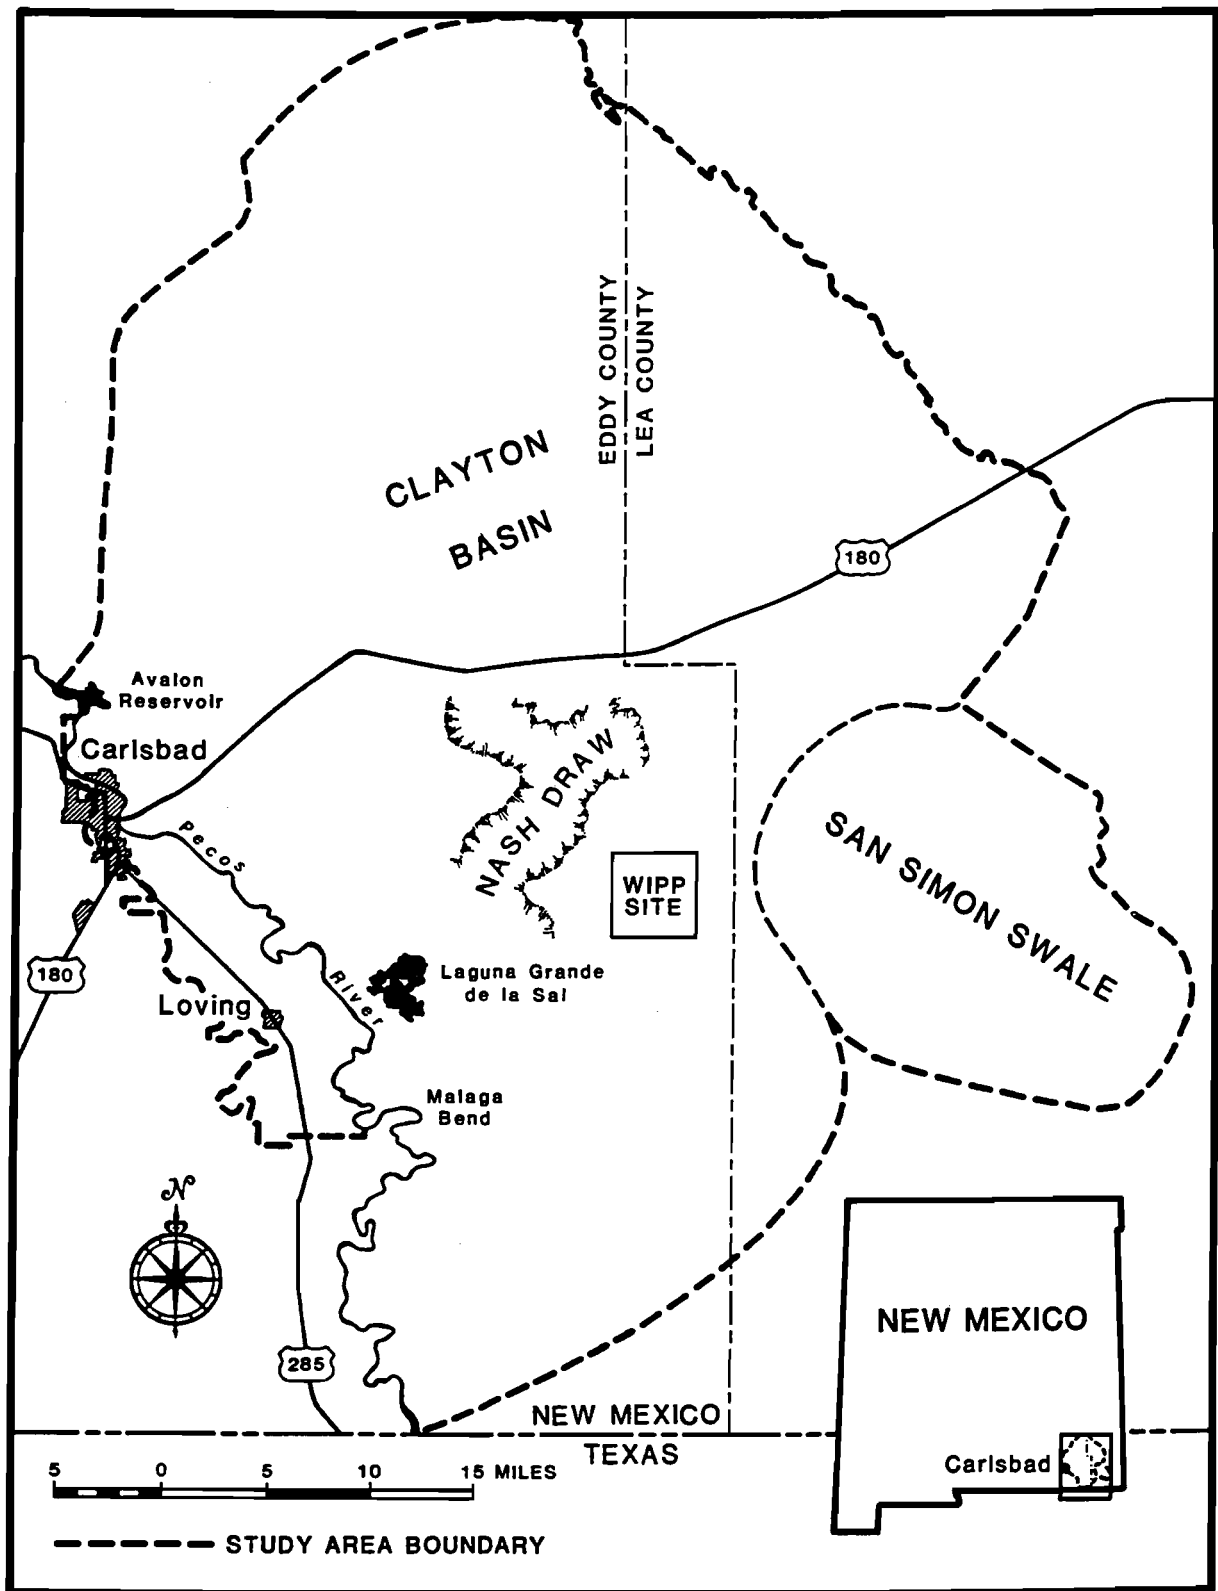 EDDY COUNTY
LEA COUNTY
CLAYTON
BASIN
180
Avalon
Reservoir
Carlsbad
Pecos
River
NASH DRAW
WIPP
SITE
SAN SIMON SWALE
180
Laguna Grande
de la Sal
Loving
Malaga
Bend
N
285
NEW MEXICO
NEW MEXICO
TEXAS
Carlsbad
5 0 5 10 15 MILES
STUDY AREA BOUNDARY